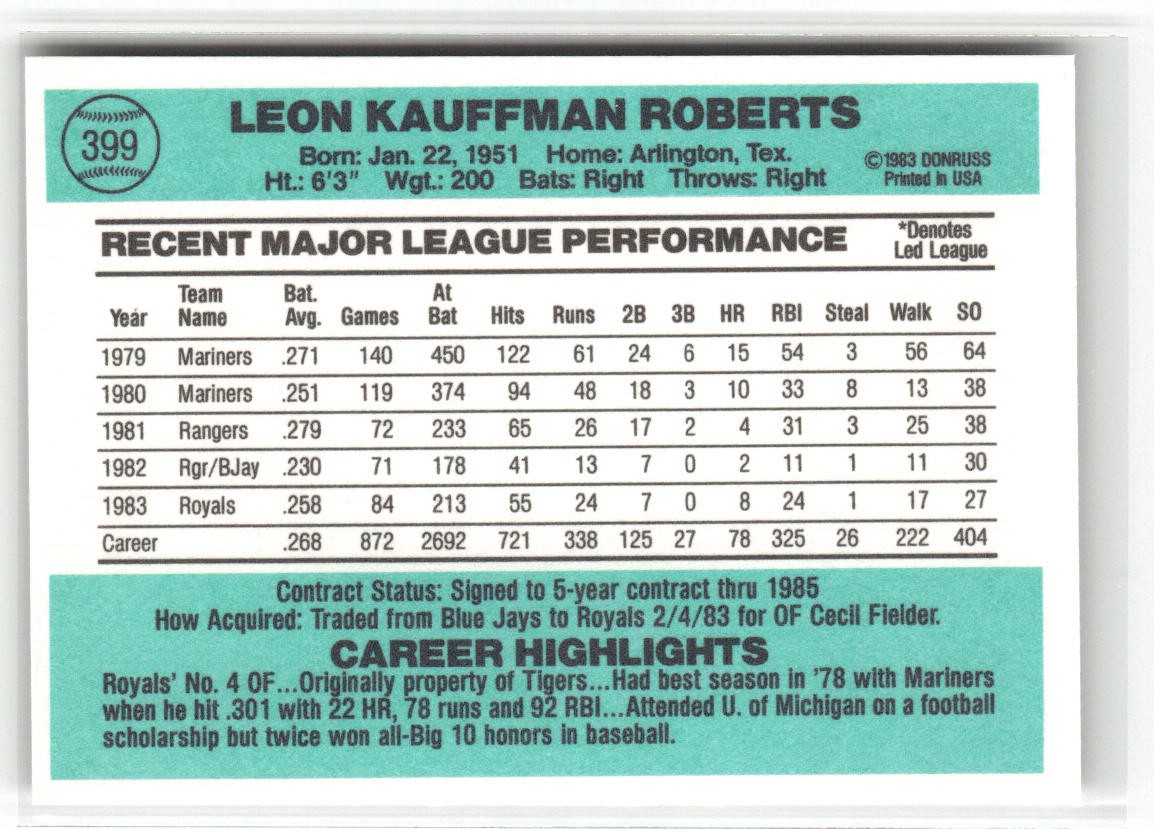 399
LEON KAUFFMAN ROBERTS
Born: Jan. 22, 1951 Home: Arlington, Tex.
Ht.: 6'3" Wgt.: 200 Bats: Right Throws: Right
©1983 DONRUSS
Printed in USA
RECENT MAJOR LEAGUE PERFORMANCE
*Denotes
Led League
Year Team Name Bat. Avg. Games At Bat Hits Runs 2B 3B HR RBI Steal Walk SO
1979 Mariners .271 140 450 122 61 24 6 15 54 3 56 64
1980 Mariners .251 119 374 94 48 18 3 10 33 8 13 38
1981 Rangers .279 72 233 65 26 17 2 4 31 3 25 38
1982 Rgr/BJay .230 71 178 41 13 7 0 2 11 1 11 30
1983 Royals .258 84 213 55 24 7 0 8 24 1 17 27
Career .268 872 2692 721 338 125 27 78 325 26 222 404
Contract Status: Signed to 5-year contract thru 1985
How Acquired: Traded from Blue Jays to Royals 2/4/83 for OF Cecil Fielder.
CAREER HIGHLIGHTS
Royals' No. 4 OF...Originally property of Tigers...Had best season in '78 with Mariners
when he hit .301 with 22 HR, 78 runs and 92 RBI...Attended U. of Michigan on a football
scholarship but twice won all-Big 10 honors in baseball.